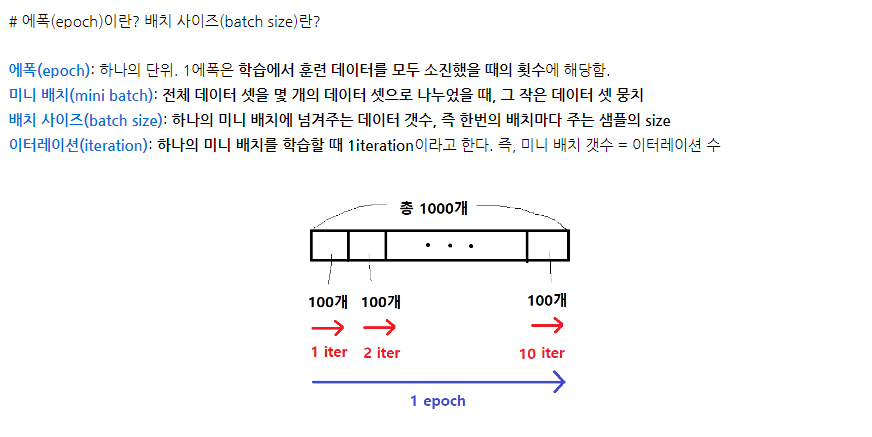 # 에폭(epoch)이란? 배치 사이즈(batch size)란?
에폭(epoch): 하나의 단위. 1에폭은 학습에서 훈련 데이터를 모두 소진했을 때의 횟수에 해당함.
미니 배치(mini batch): 전체 데이터 셋을 몇 개의 데이터 셋으로 나누었을 때, 그 작은 데이터 셋 뭉치
배치 사이즈(batch size): 하나의 미니 배치에 넘겨주는 데이터 갯수, 즉 한번의 배치마다 주는 샘플의 size
이터레이션(iteration): 하나의 미니 배치를 학습할 때 1iteration이라고 한다. 즉, 미니 배치 갯수 = 이터레이션 수
총 1000개
100개 100개 100개
1 iter 2 iter 10 iter
1 epoch